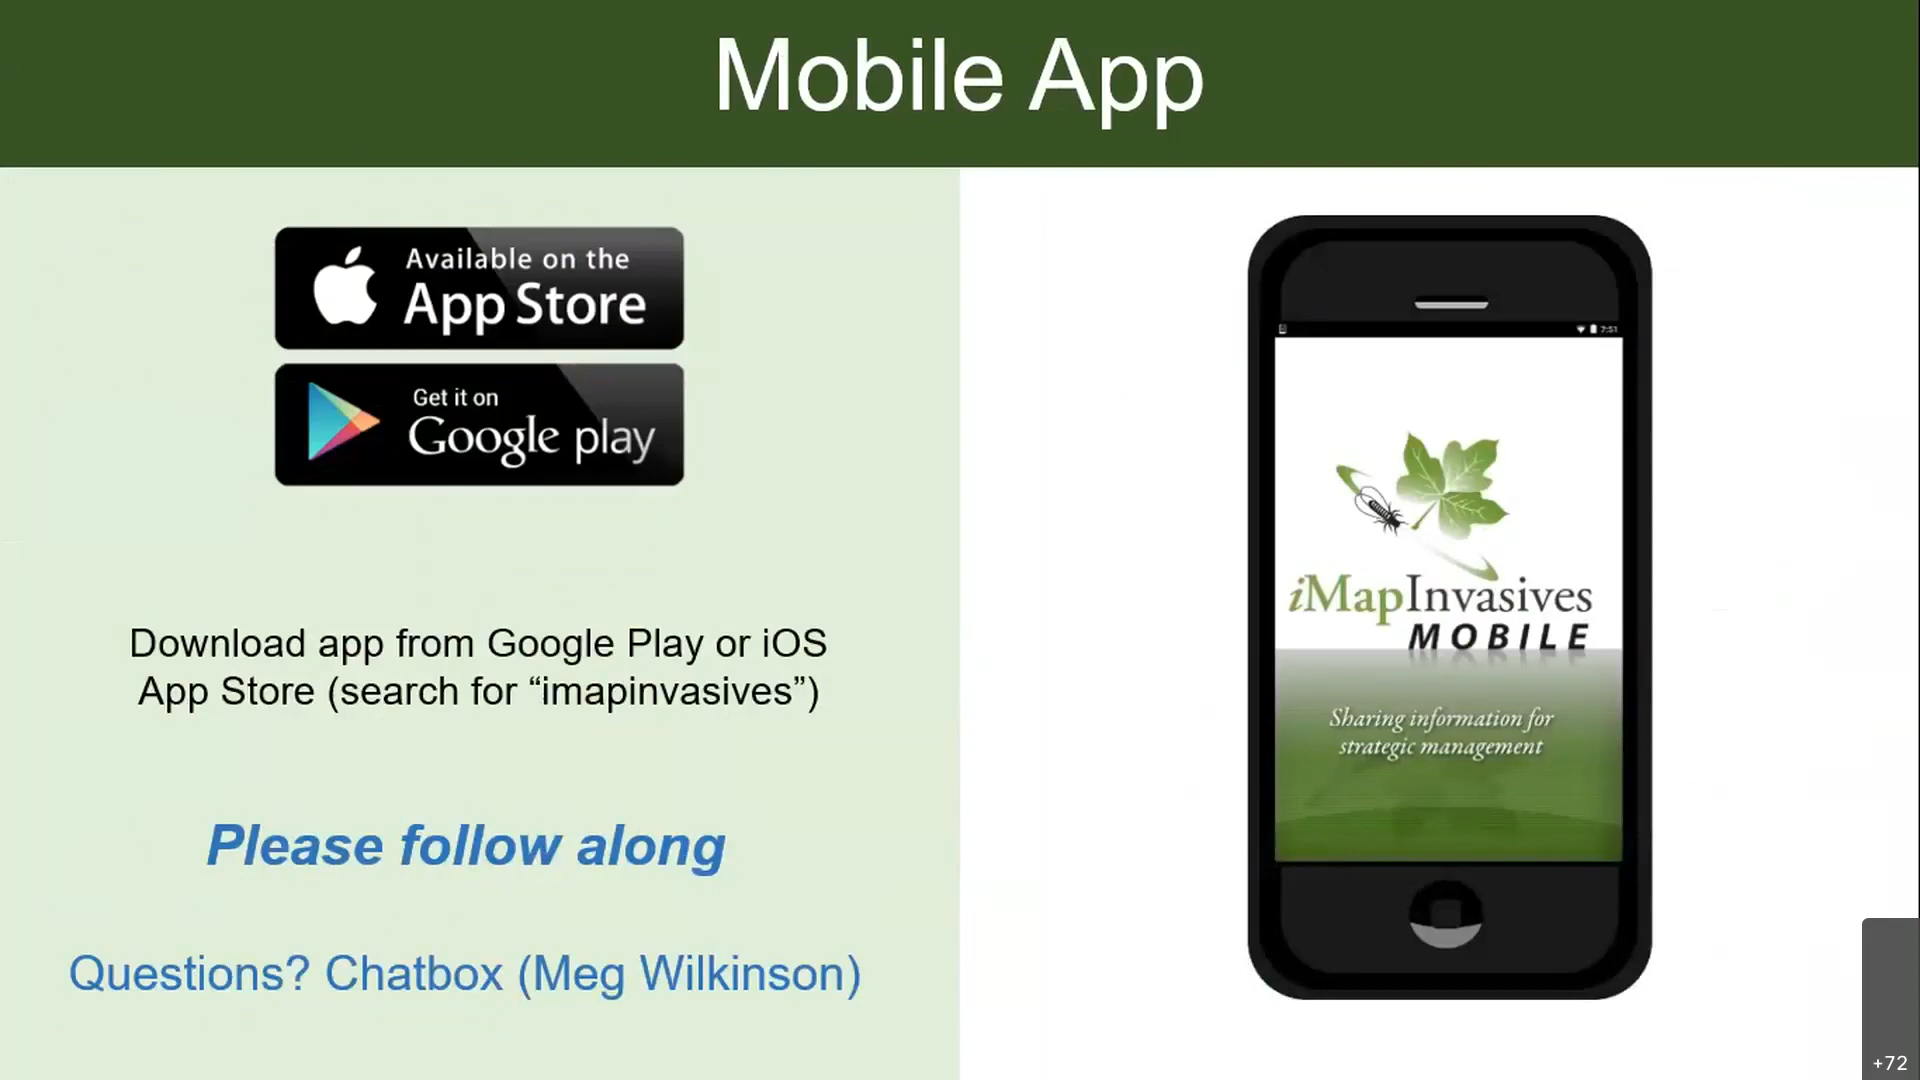 Mobile App
Available on the
App Store
Get it on
Google play
Download app from Google Play or iOS
App Store (search for “imapinvasives”)
Please follow along
Questions? Chatbox (Meg Wilkinson)
7:51
iMapInvasives
MOBILE
Sharing information for
strategic management
+72